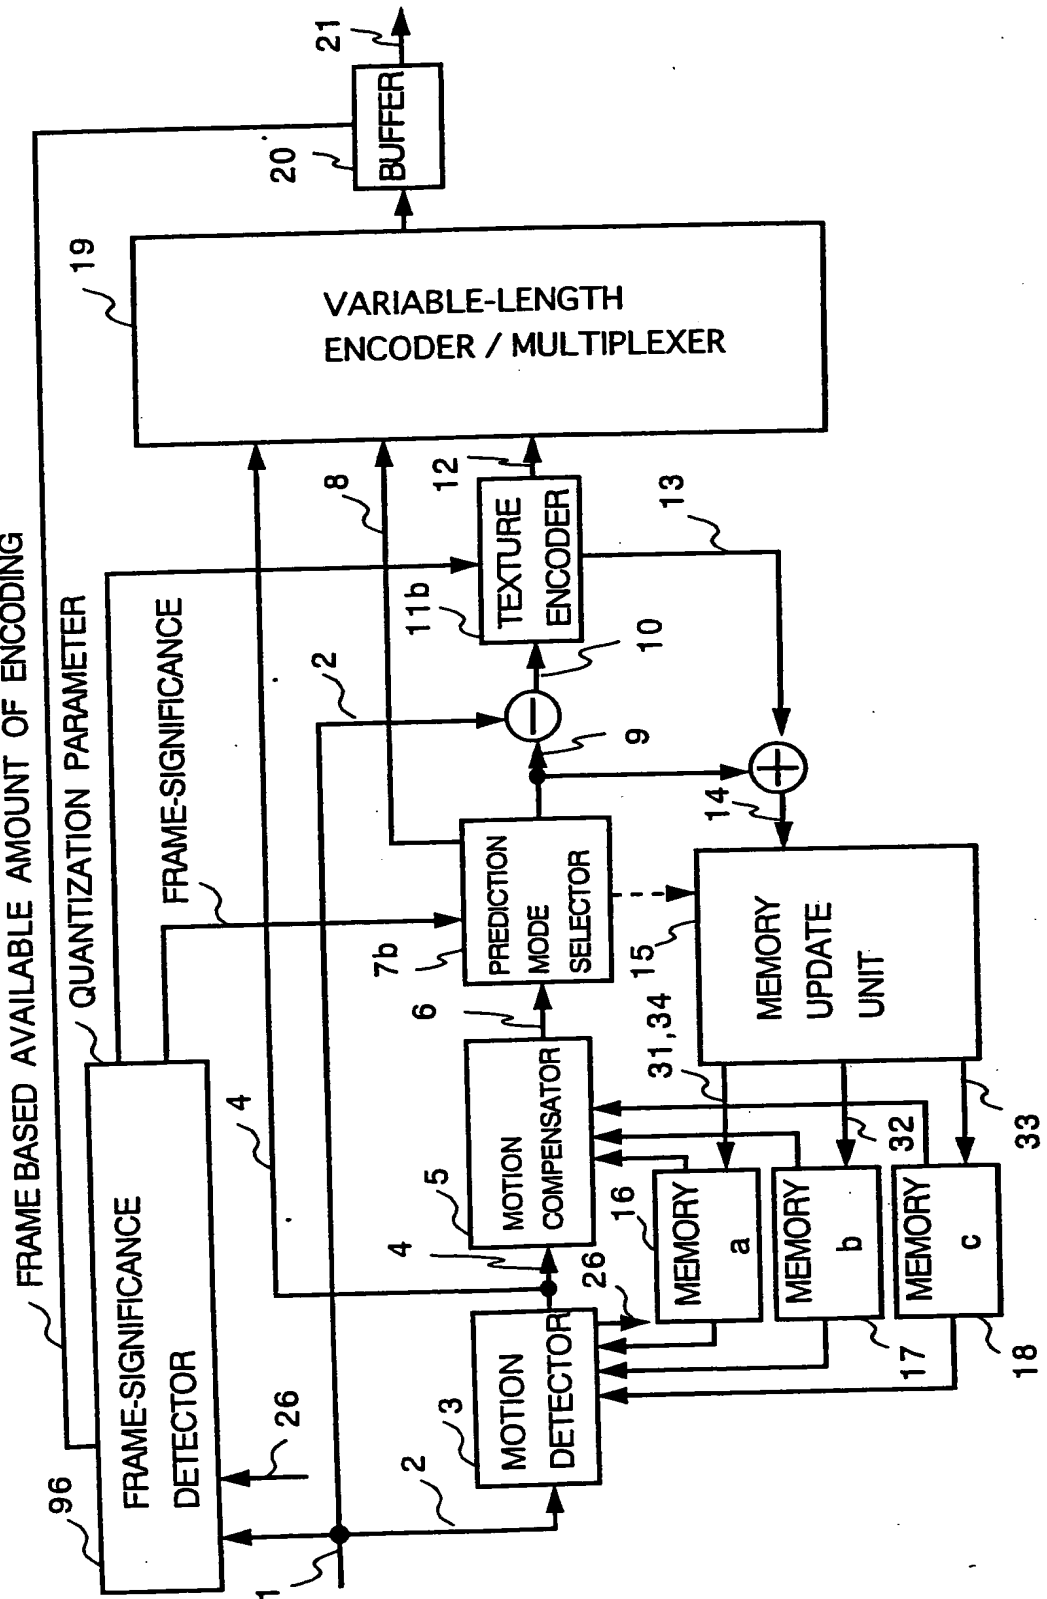 FRAME BASED AVAILABLE AMOUNT OF ENCODING
QUANTIZATION PARAMETER
FRAME-SIGNIFICANCE
96
FRAME-SIGNIFICANCE
DETECTOR
26
1
2
2
4
3
MOTION
DETECTOR
4
26
5
MOTION
COMPENSATOR
6
7b
PREDICTION
MODE
SELECTOR
8
9
10
11b
TEXTURE
ENCODER
12
13
14
15
MEMORY
UPDATE
UNIT
31,34
32
33
16
MEMORY
a
MEMORY
b
17
MEMORY
c
18
19
VARIABLE-LENGTH
ENCODER / MULTIPLEXER
20
BUFFER
21